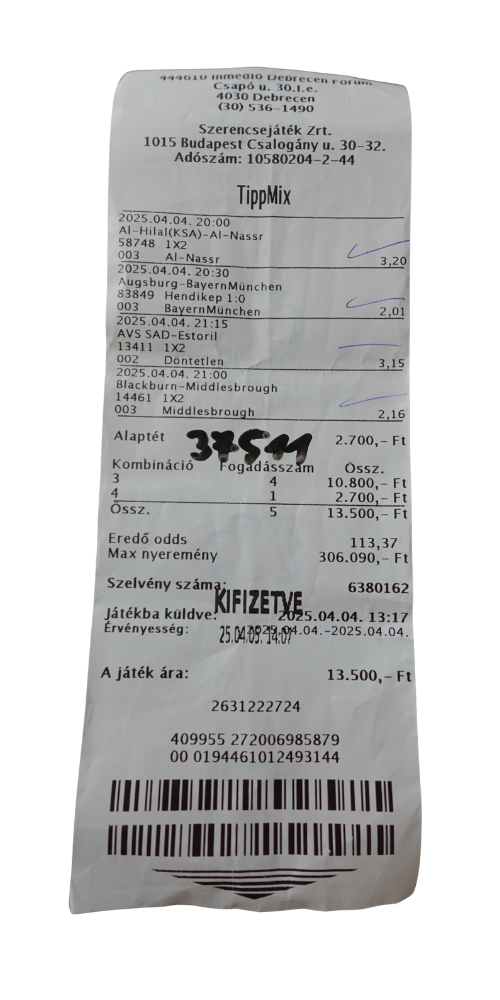 444610 Inmedio Debrecen Fórum
Csapó u. 30.I.e.
4030 Debrecen
(30) 536-1490
Szerencsejáték Zrt.
1015 Budapest Csalogány u. 30-32.
Adószám: 10580204-2-44
TippMix
2025.04.04. 20:00
Al-Hilal(KSA)-Al-Nassr
58748 1X2
003 Al-Nassr 3,20
2025.04.04. 20:30
Augsburg-BayernMünchen
83849 Hendikep 1:0
003 BayernMünchen 2,01
2025.04.04. 21:15
AVS SAD-Estoril
13411 1X2
002 Döntetlen 3,15
2025.04.04. 21:00
Blackburn-Middlesbrough
14461 1X2
003 Middlesbrough 2,16
Alaptét 2.700,- Ft
37511
Kombináció Fogadásszám Össz.
3 4 10.800,- Ft
4 1 2.700,- Ft
Össz. 5 13.500,- Ft
Eredő odds 113,37
Max nyeremény 306.090,- Ft
Szelvény száma: 6380162
KIFIZETVE
Játékba küldve: 2025.04.04. 13:17
Érvényesség: 2025.04.04.-2025.04.04.
25.04.05. 14:07
A játék ára: 13.500,- Ft
2631222724
409955 272006985879
00 0194461012493144